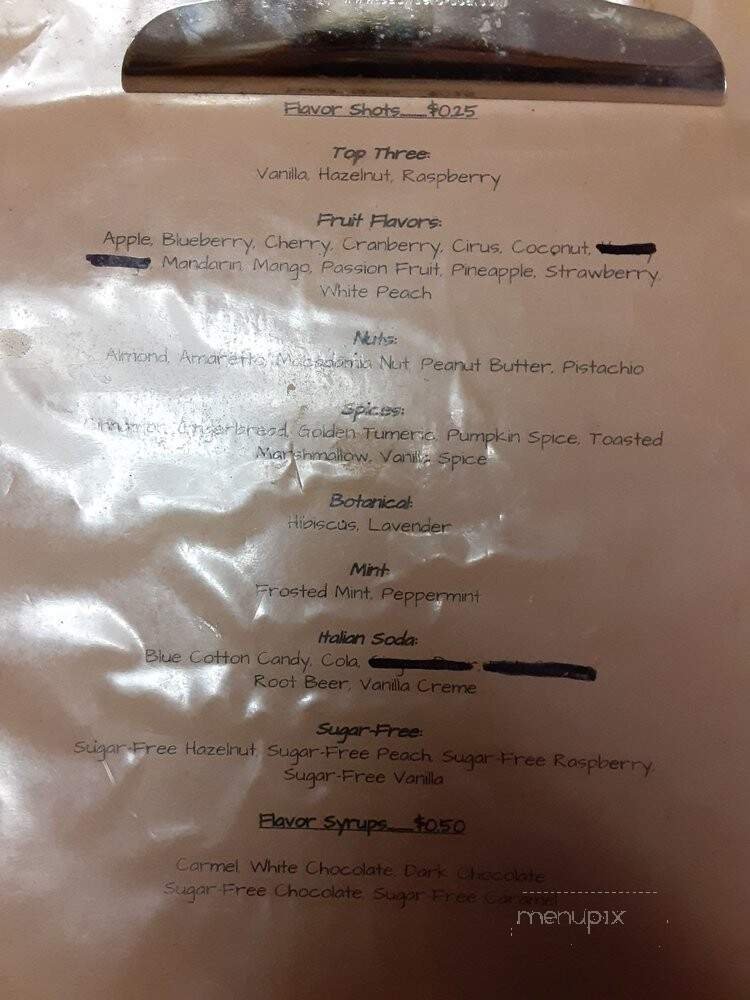 Flavor Shots......$0.25
Top Three:
Vanilla, Hazelnut, Raspberry
Fruit Flavors:
Apple, Blueberry, Cherry, Cranberry, Cirus, Coconut,
Mandarin, Mango, Passion Fruit, Pineapple, Strawberry,
White Peach
Nuts:
Almond, Amaretto, Macadamia Nut, Peanut Butter, Pistachio
Spices:
Cinnamon, Gingerbread, Golden Tumeric, Pumpkin Spice, Toasted
Marshmallow, Vanilla Spice
Botanical:
Hibiscus, Lavender
Mint:
Frosted Mint, Peppermint
Italian Soda:
Blue Cotton Candy, Cola,
Root Beer, Vanilla Creme
Sugar-Free:
Sugar-Free Hazelnut, Sugar-Free Peach, Sugar-Free Raspberry,
Sugar-Free Vanilla
Flavor Syrups......$0.50
Carmel, White Chocolate, Dark Chocolate
Sugar-Free Chocolate, Sugar-Free Caramel
menupix